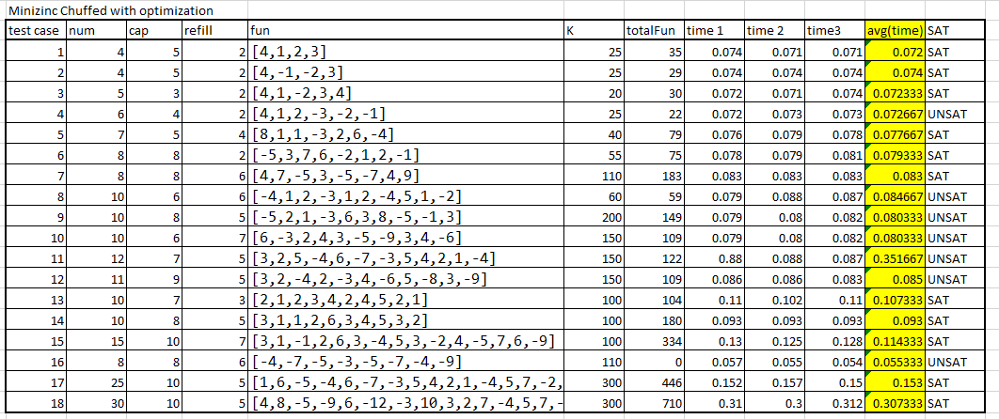 Minizinc Chuffed with optimization
test case num cap refill fun K totalFun time 1 time 2 time3 avg(time) SAT
1 4 5 2 [4,1,2,3] 25 35 0.074 0.071 0.071 0.072 SAT
2 4 5 2 [4,-1,-2,3] 25 29 0.074 0.074 0.074 0.074 SAT
3 5 3 2 [4,1,-2,3,4] 20 30 0.072 0.071 0.074 0.072333 SAT
4 6 4 2 [4,1,2,-3,-2,-1] 25 22 0.072 0.073 0.073 0.072667 UNSAT
5 7 5 4 [8,1,1,-3,2,6,-4] 40 79 0.076 0.079 0.078 0.077667 SAT
6 8 8 2 [-5,3,7,6,-2,1,2,-1] 55 75 0.078 0.079 0.081 0.079333 SAT
7 8 8 6 [4,7,-5,3,-5,-7,4,9] 110 183 0.083 0.083 0.083 0.083 SAT
8 10 6 6 [-4,1,2,-3,1,2,-4,5,1,-2] 60 59 0.079 0.088 0.087 0.084667 UNSAT
9 10 8 5 [-5,2,1,-3,6,3,8,-5,-1,3] 200 149 0.079 0.08 0.082 0.080333 UNSAT
10 10 6 7 [6,-3,2,4,3,-5,-9,3,4,-6] 150 109 0.079 0.08 0.082 0.080333 UNSAT
11 12 7 5 [3,2,5,-4,6,-7,-3,5,4,2,1,-4] 150 122 0.88 0.088 0.087 0.351667 UNSAT
12 11 9 5 [3,2,-4,2,-3,4,-6,5,-8,3,-9] 150 109 0.086 0.086 0.083 0.085 UNSAT
13 10 7 3 [2,1,2,3,4,2,4,5,2,1] 100 104 0.11 0.102 0.11 0.107333 SAT
14 10 8 5 [3,1,1,2,6,3,4,5,3,2] 100 180 0.093 0.093 0.093 0.093 SAT
15 15 10 7 [3,1,-1,2,6,3,-4,5,3,-2,4,-5,7,6,-9] 100 334 0.13 0.125 0.128 0.114333 SAT
16 8 8 6 [-4,-7,-5,-3,-5,-7,-4,-9] 110 0 0.057 0.055 0.054 0.055333 UNSAT
17 25 10 5 [1,6,-5,-4,6,-7,-3,5,4,2,1,-4,5,7,-2, 300 446 0.152 0.157 0.15 0.153 SAT
18 30 10 5 [4,8,-5,-9,6,-12,-3,10,3,2,7,-4,5,7,- 300 710 0.31 0.3 0.312 0.307333 SAT